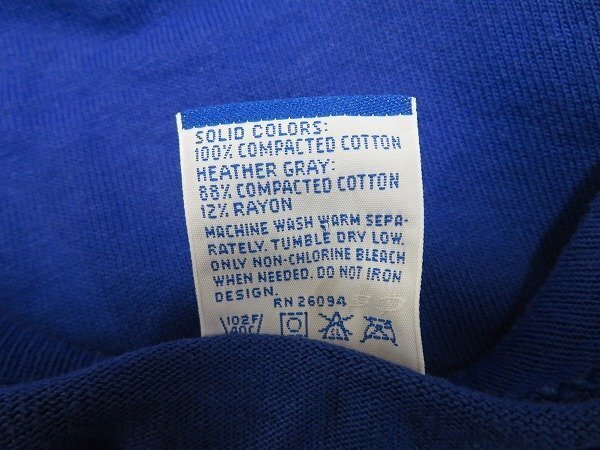 SOLID COLORS:
100% COMPACTED COTTON
HEATHER GRAY:
88% COMPACTED COTTON
12% RAYON
MACHINE WASH WARM SEPA-
RATELY. TUMBLE DRY LOW.
ONLY NON-CHLORINE BLEACH
WHEN NEEDED. DO NOT IRON
DESIGN.
RN 26094
102F